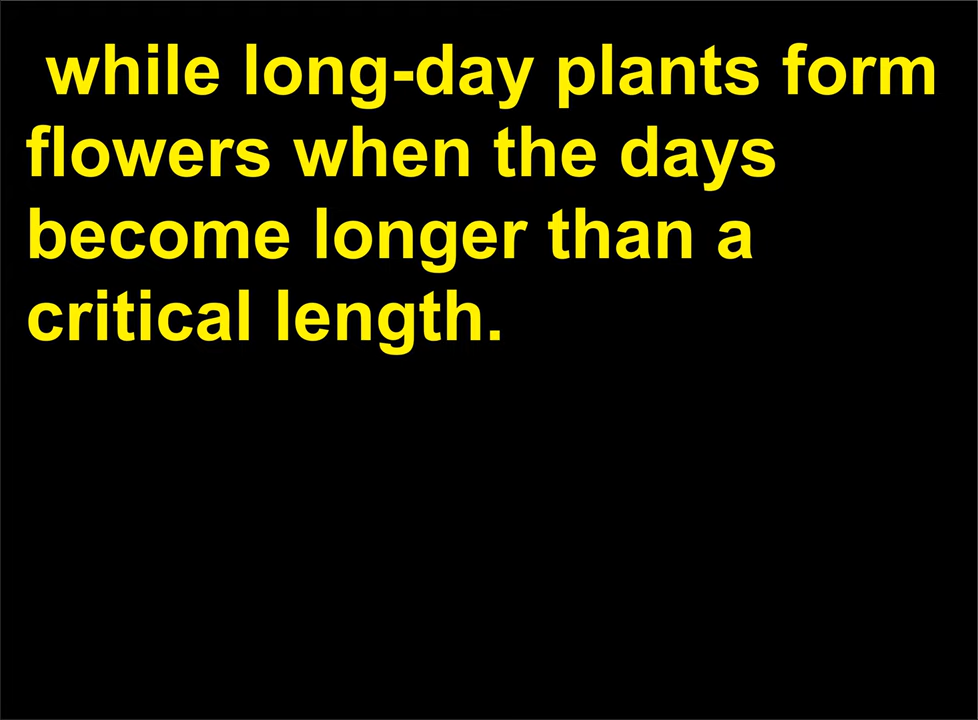 while long-day plants form
flowers when the days
become longer than a
critical length.